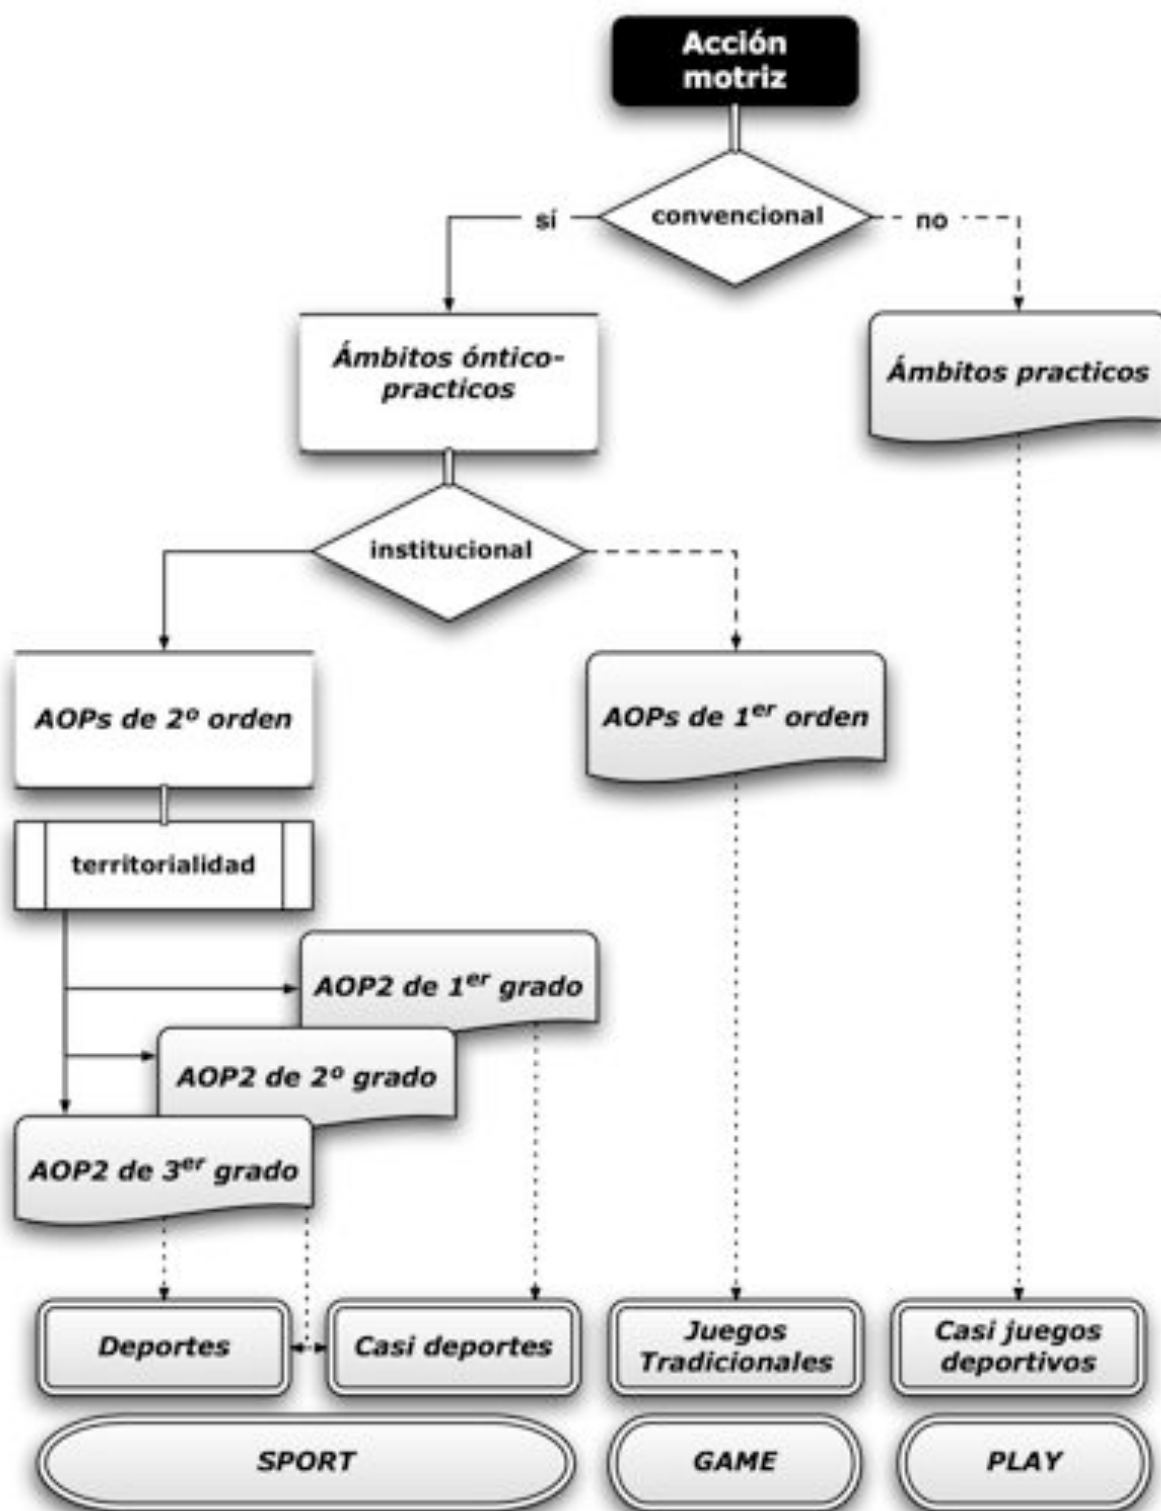 Acción
motriz
convencional
sí
no
Ámbitos óntico-
practicos
Ámbitos practicos
institucional
AOPs de 2º orden
AOPs de 1er orden
territorialidad
AOP2 de 1er grado
AOP2 de 2º grado
AOP2 de 3er grado
Deportes
Casi deportes
Juegos
Tradicionales
Casi juegos
deportivos
SPORT
GAME
PLAY